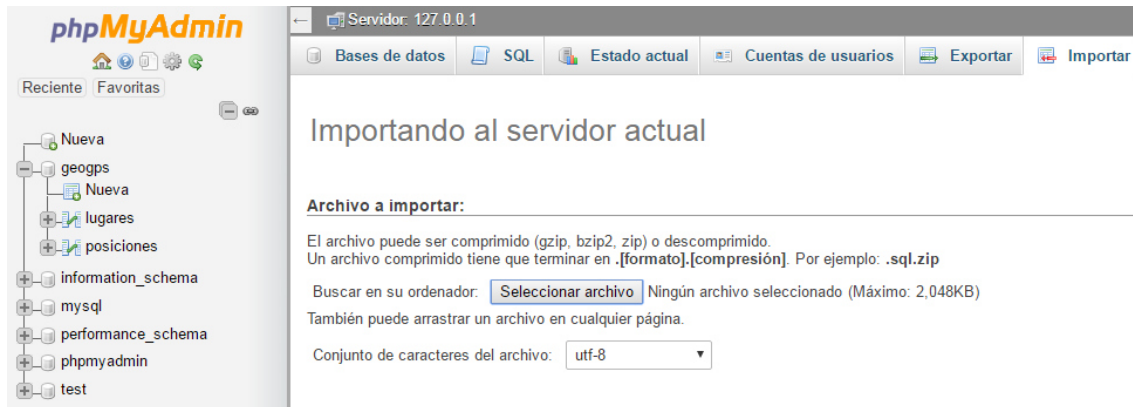 phpMyAdmin
Reciente Favoritas
Nueva
geogps
Nueva
lugares
posiciones
information_schema
mysql
performance_schema
phpmyadmin
test
Servidor: 127.0.0.1
Bases de datos SQL Estado actual Cuentas de usuarios Exportar Importar
Importando al servidor actual
Archivo a importar:
El archivo puede ser comprimido (gzip, bzip2, zip) o descomprimido.
Un archivo comprimido tiene que terminar en .[formato].[compresión]. Por ejemplo: .sql.zip
Buscar en su ordenador: Seleccionar archivo Ningún archivo seleccionado (Máximo: 2,048KB)
También puede arrastrar un archivo en cualquier página.
Conjunto de caracteres del archivo: utf-8